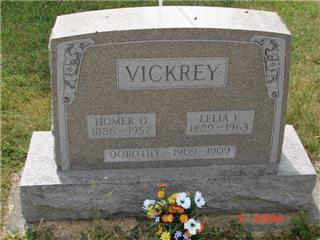 VICKREY
HOMER O.
1886 - 1957
LELIA F.
1889 - 1963
DOROTHY - 1909 - 1909